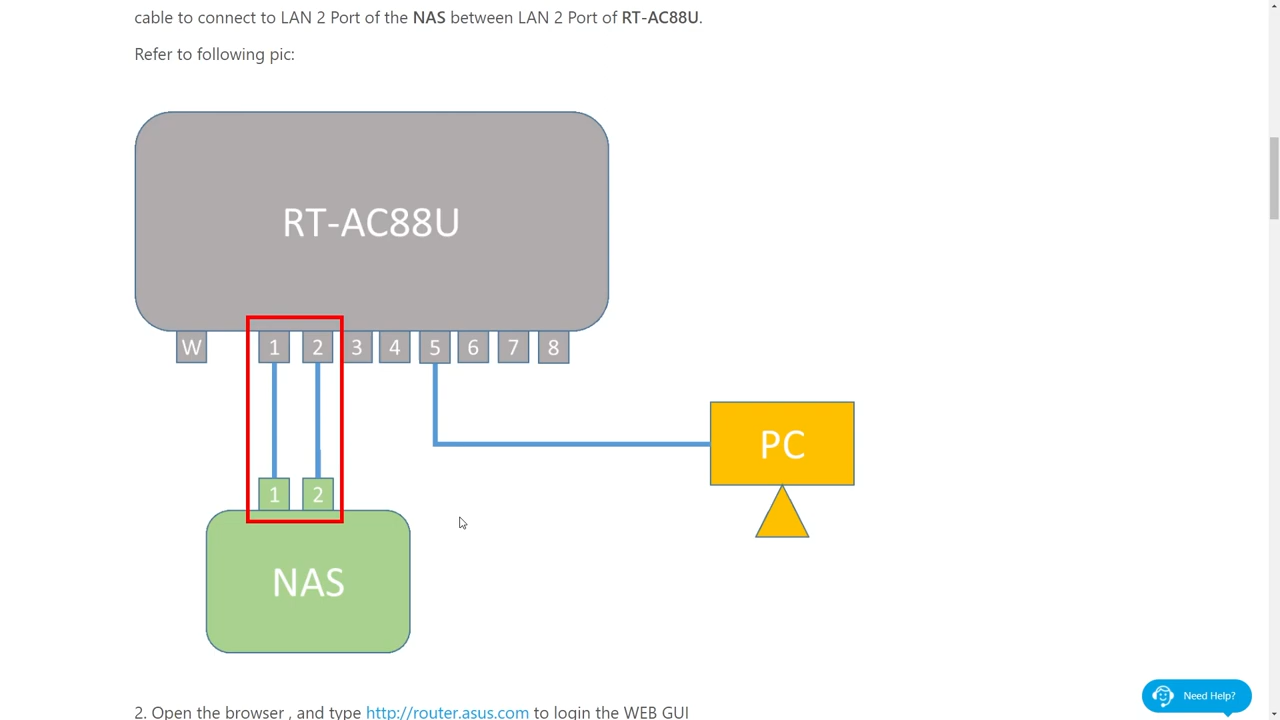 cable to connect to LAN 2 Port of the NAS between LAN 2 Port of RT-AC88U.
Refer to following pic:
RT-AC88U
W 1 2 3 4 5 6 7 8
PC
1 2
NAS
Need Help?
2. Open the browser , and type http://router.asus.com to login the WEB GUI